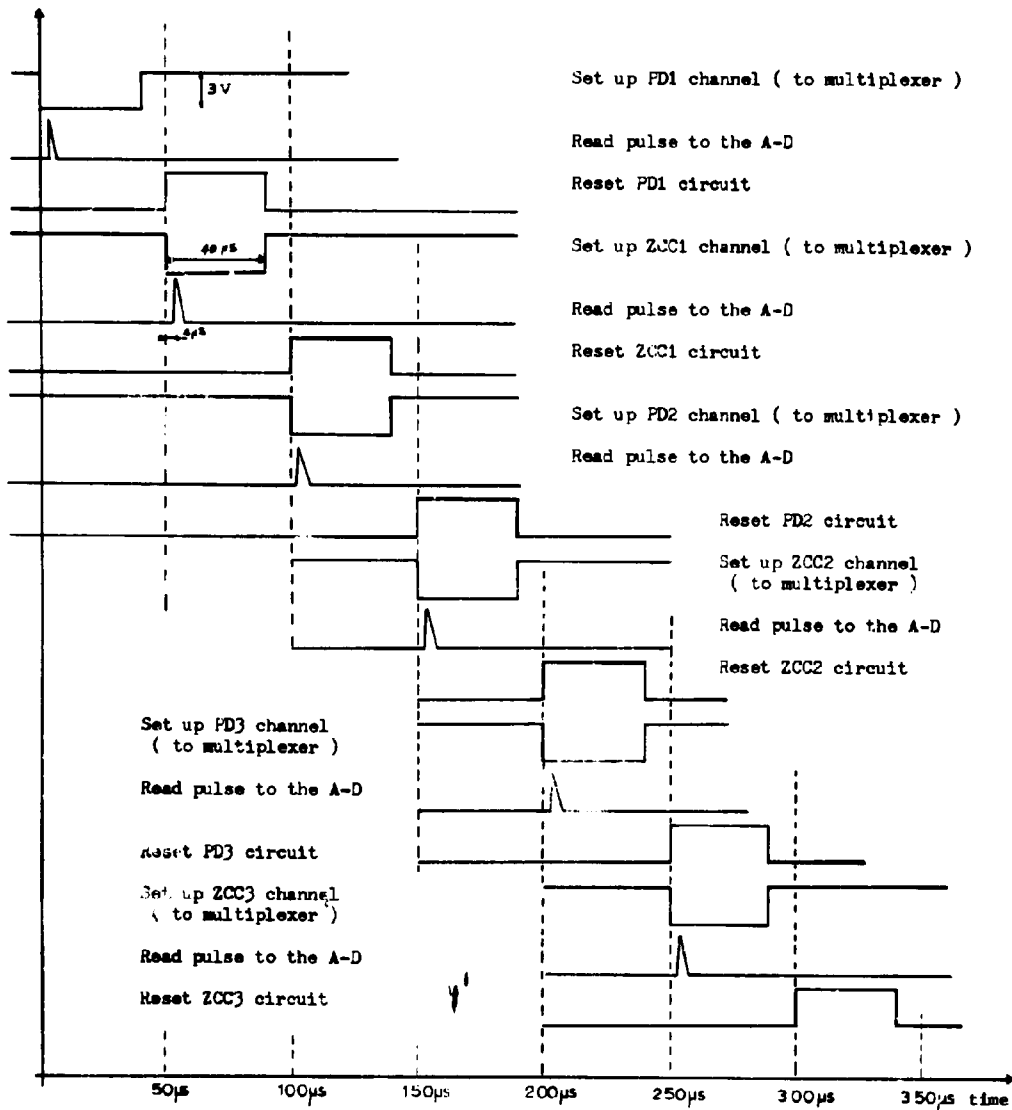 3V
Set up PD1 channel ( to multiplexer )
Read pulse to the A-D
Reset PD1 circuit
40 μs
Set up ZCC1 channel ( to multiplexer )
Read pulse to the A-D
Reset ZCC1 circuit
Set up PD2 channel ( to multiplexer )
Read pulse to the A-D
Reset PD2 circuit
Set up ZCC2 channel
( to multiplexer )
Read pulse to the A-D
Reset ZCC2 circuit
Set up PD3 channel
( to multiplexer )
Read pulse to the A-D
Reset PD3 circuit
Set up ZCC3 channel
( to multiplexer )
Read pulse to the A-D
Reset ZCC3 circuit
50μs 100μs 150μs 200μs 250μs 300μs 350μs time